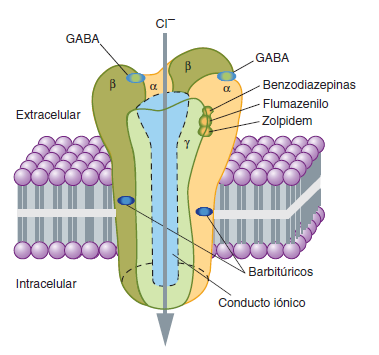 Cl⁻
GABA
GABA
β
α
β
α
Benzodiazepinas
Flumazenilo
Zolpidem
Extracelular
γ
Barbitúricos
Intracelular
Conducto iónico